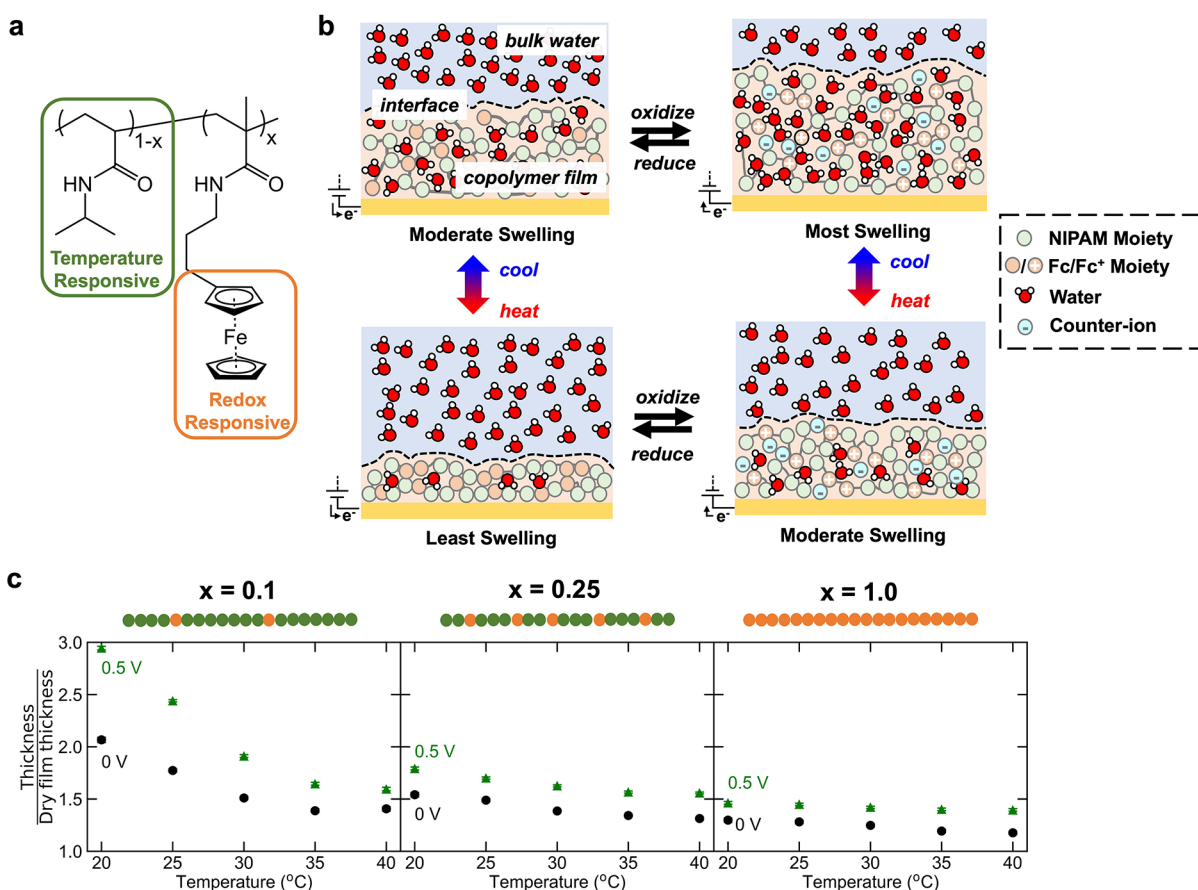 a
1-x
x
HN
O
HN
O
Temperature
Responsive
Fe
Redox
Responsive
b
bulk water
interface
copolymer film
e-
Moderate Swelling
oxidize
reduce
e-
Most Swelling
cool
heat
cool
heat
e-
Least Swelling
oxidize
reduce
e-
Moderate Swelling
NIPAM Moiety
/ Fc/Fc⁺ Moiety
Water
Counter-ion
c
x = 0.1
x = 0.25
x = 1.0
Thickness
Dry film thickness
3.0
2.5
2.0
1.5
1.0
0.5 V
0 V
0.5 V
0 V
0.5 V
0 V
20 25 30 35 40
20 25 30 35 40
20 25 30 35 40
Temperature (°C)
Temperature (°C)
Temperature (°C)